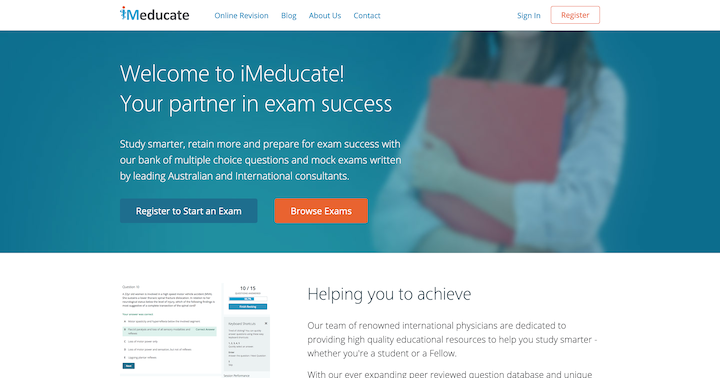 iMeducate
Online Revision
Blog
About Us
Contact
Sign In
Register
Welcome to iMeducate!
Your partner in exam success
Study smarter, retain more and prepare for exam success with
our bank of multiple choice questions and mock exams written
by leading Australian and International consultants.
Register to Start an Exam
Browse Exams
10 / 15
Helping you to achieve
Our team of renowned international physicians are dedicated to
providing high quality educational resources to help you study smarter -
whether you're a student or a Fellow.
With our ever expanding peer reviewed question database and unique